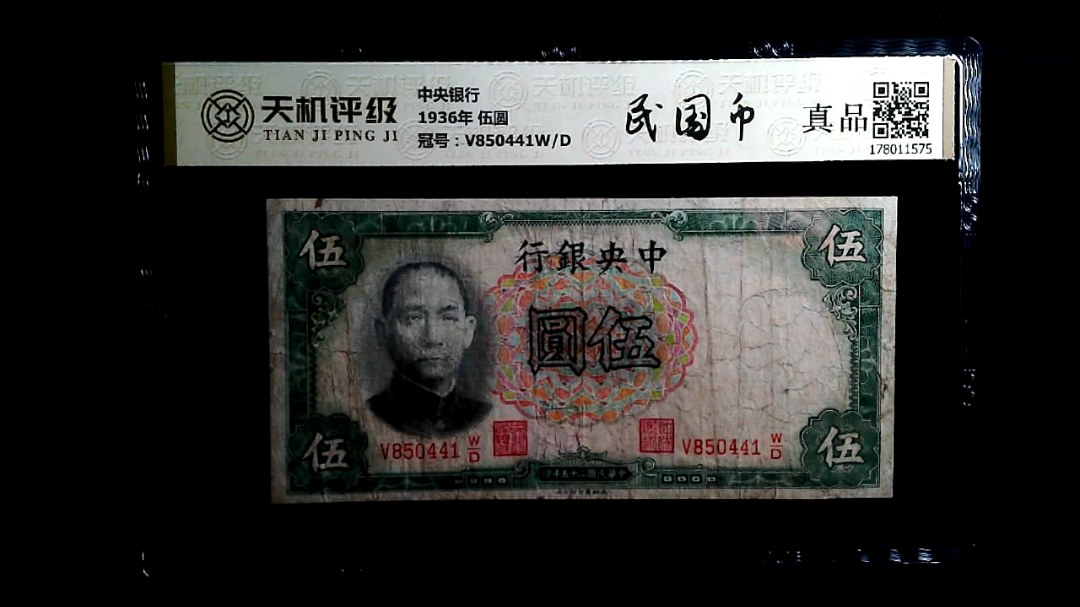 天机评级
TIAN JI PING JI
中央银行
1936年 伍圆
冠号：V850441W/D
民国币
真品
178011575
伍
伍
行銀央中
圓伍
V850441 W/D
V850441 W/D
伍
伍